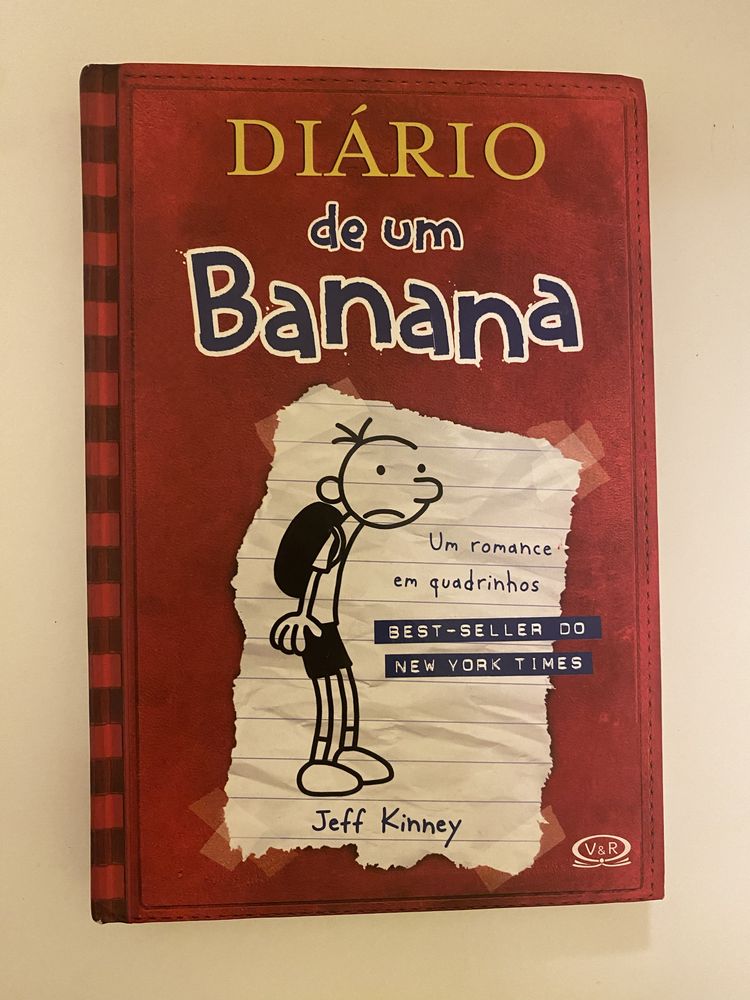 DIÁRIO
de um
Banana
Um romance
em quadrinhos
BEST-SELLER DO
NEW YORK TIMES
Jeff Kinney
V&R